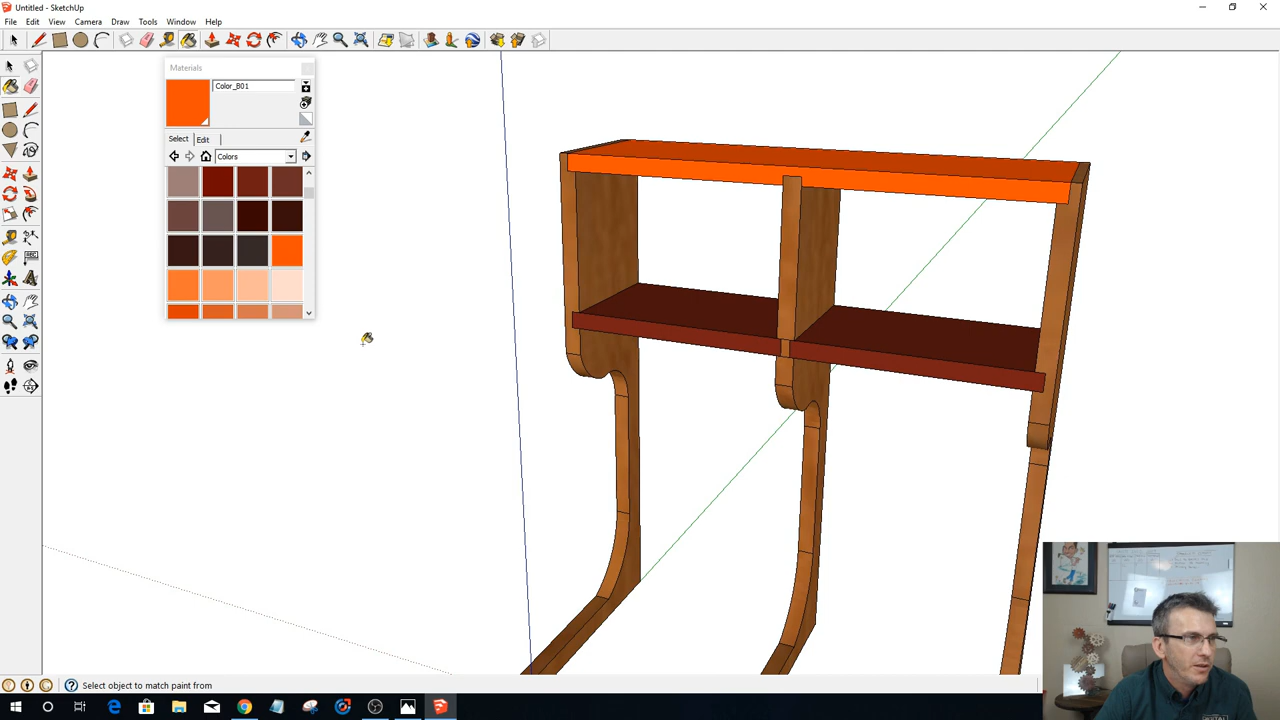 Untitled - SketchUp
File Edit View Camera Draw Tools Window Help
Materials
Color_B01
Select Edit
Colors
ABC
Select object to match paint from